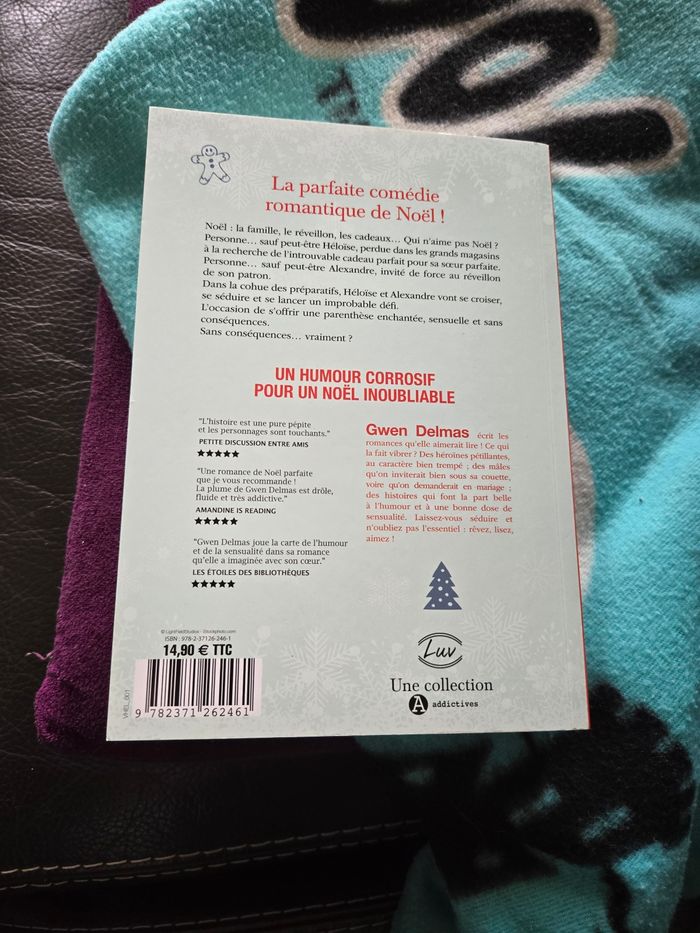 La parfaite comédie
romantique de Noël !
Noël : la famille, le réveillon, les cadeaux… Qui n'aime pas Noël ?
Personne… sauf peut-être Héloïse, perdue dans les grands magasins
à la recherche de l'introuvable cadeau parfait pour sa sœur parfaite.
Personne… sauf peut-être Alexandre, invité de force au réveillon
de son patron.
Dans la cohue des préparatifs, Héloïse et Alexandre vont se croiser,
se séduire et se lancer un improbable défi.
L'occasion de s'offrir une parenthèse enchantée, sensuelle et sans
conséquences.
Sans conséquences… vraiment ?
UN HUMOUR CORROSIF
POUR UN NOËL INOUBLIABLE
"L'histoire est une pure pépite
et les personnages sont touchants."
PETITE DISCUSSION ENTRE AMIS
"Une romance de Noël parfaite
que je vous recommande !
La plume de Gwen Delmas est drôle,
fluide et très addictive."
AMANDINE IS READING
"Gwen Delmas joue la carte de l'humour
et de la sensualité dans sa romance
qu'elle a imaginée avec son cœur."
LES ÉTOILES DES BIBLIOTHÈQUES
Gwen Delmas écrit les
romances qu'elle aimerait lire ! Ce qui
la fait vibrer ? Des héroïnes pétillantes,
au caractère bien trempé ; des mâles
qu'on inviterait bien sous sa couette,
voire qu'on demanderait en mariage ;
des histoires qui font la part belle
à l'humour et à une bonne dose de
sensualité. Laissez-vous séduire et
n'oubliez pas l'essentiel : rêvez, lisez,
aimez !
© LightFieldStudios - iStockphoto.com
ISBN : 978-2-37126-246-1
14,90 € TTC
VHEL_001
9 782371 262461
Luv
Une collection
A addictives